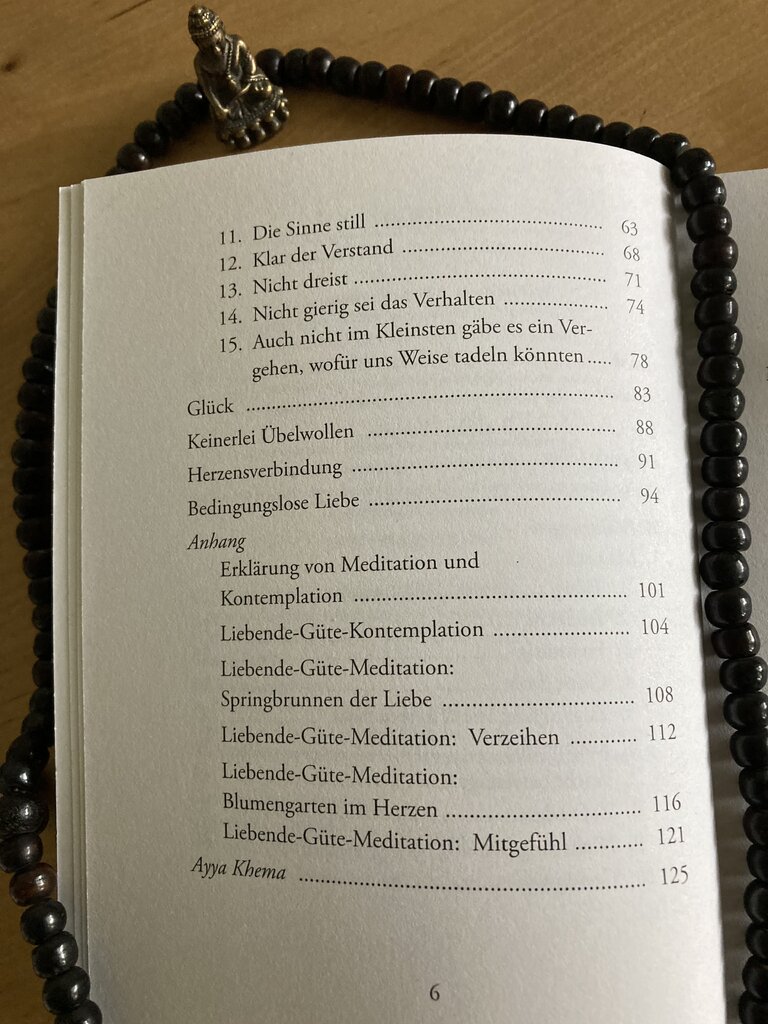 11. Die Sinne still ........................................................ 63
12. Klar der Verstand .................................................. 68
13. Nicht dreist ............................................................ 71
14. Nicht gierig sei das Verhalten ......................... 74
15. Auch nicht im Kleinsten gäbe es ein Ver-
gehen, wofür uns Weise tadeln könnten ..... 78
Glück ................................................................................ 83
Keinerlei Übelwollen ....................................................... 88
Herzensverbindung ......................................................... 91
Bedingungslose Liebe ....................................................... 94
Anhang
Erklärung von Meditation und
Kontemplation ............................................................ 101
Liebende-Güte-Kontemplation .............................. 104
Liebende-Güte-Meditation:
Springbrunnen der Liebe .......................................... 108
Liebende-Güte-Meditation: Verzeihen ............ 112
Liebende-Güte-Meditation:
Blumengarten im Herzen .......................................... 116
Liebende-Güte-Meditation: Mitgefühl ............ 121
Ayya Khema ...................................................................... 125
6